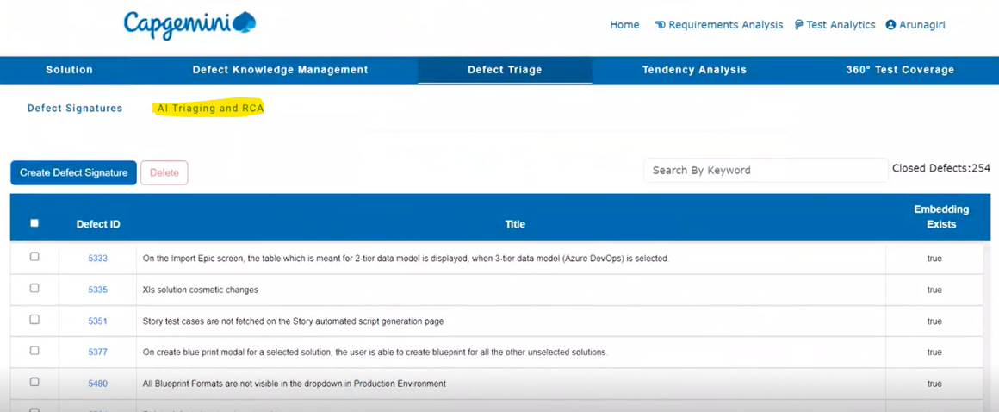 Capgemini
Home Requirements Analysis Test Analytics Arunagiri
Solution Defect Knowledge Management Defect Triage Tendency Analysis 360° Test Coverage
Defect Signatures AI Triaging and RCA
Create Defect Signature Delete Search By Keyword Closed Defects:254
Defect ID Title Embedding Exists
5333 On the Import Epic screen, the table which is meant for 2-tier data model is displayed, when 3-tier data model (Azure DevOps) is selected. true
5335 Xls solution cosmetic changes true
5351 Story test cases are not fetched on the Story automated script generation page true
5377 On create blue print modal for a selected solution, the user is able to create blueprint for all the other unselected solutions. true
5480 All Blueprint Formats are not visible in the dropdown in Production Environment true